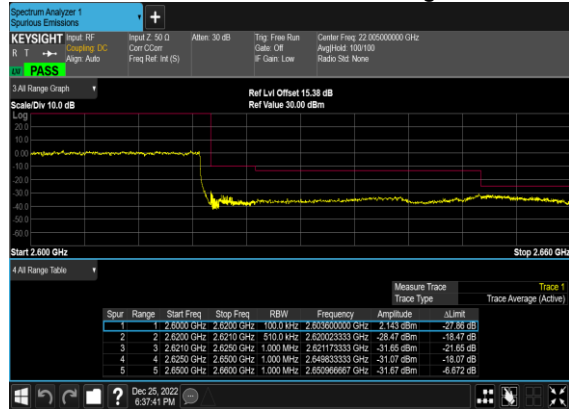 Spectrum Analyzer 1
Spurious Emissions
KEYSIGHT Input: RF Input Z: 50 Ω Atten: 30 dB Trig: Free Run Center Freq: 22.005000000 GHz
R T Coupling: DC Corr CCorr Gate: Off Avg|Hold: 100/100
Align: Auto Freq Ref: Int (S) IF Gain: Low Radio Std: None
PASS
3 All Range Graph
Ref Lvl Offset 15.38 dB
Scale/Div 10.0 dB Ref Value 30.00 dBm
Log
20.0
10.0
0.00
-10.0
-20.0
-30.0
-40.0
-50.0
-60.0
Start 2.600 GHz Stop 2.660 GHz
4 All Range Table
Measure Trace Trace 1
Trace Type Trace Average (Active)
Spur Range Start Freq Stop Freq RBW Frequency Amplitude ΔLimit
1 1 2.6000 GHz 2.6200 GHz 100.0 kHz 2.603600000 GHz 2.143 dBm -27.86 dB
2 2 2.6200 GHz 2.6210 GHz 510.0 kHz 2.620023333 GHz -28.47 dBm -18.47 dB
3 3 2.6210 GHz 2.6250 GHz 1.000 MHz 2.621173333 GHz -31.65 dBm -21.65 dB
4 4 2.6250 GHz 2.6500 GHz 1.000 MHz 2.649833333 GHz -31.07 dBm -18.07 dB
5 5 2.6500 GHz 2.6600 GHz 1.000 MHz 2.650966667 GHz -31.67 dBm -6.672 dB
Dec 25, 2022
6:37:41 PM